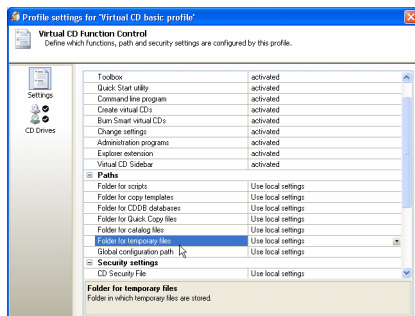 Profile settings for 'Virtual CD basic profile'
Virtual CD Function Control
Define which functions, path and security settings are configured by this profile.
Settings
CD Drives
Toolbox activated
Quick Start utility activated
Command line program activated
Create virtual CDs activated
Burn Smart virtual CDs activated
Change settings activated
Administration programs activated
Explorer extension activated
Virtual CD Sidebar activated
Paths
Folder for scripts Use local settings
Folder for copy templates Use local settings
Folder for CDDB databases Use local settings
Folder for Quick Copy files Use local settings
Folder for catalog files Use local settings
Folder for temporary files Use local settings
Global configuration path Use local settings
Security settings
CD Security File Use local settings
Folder for temporary files
Folder in which temporary files are stored.